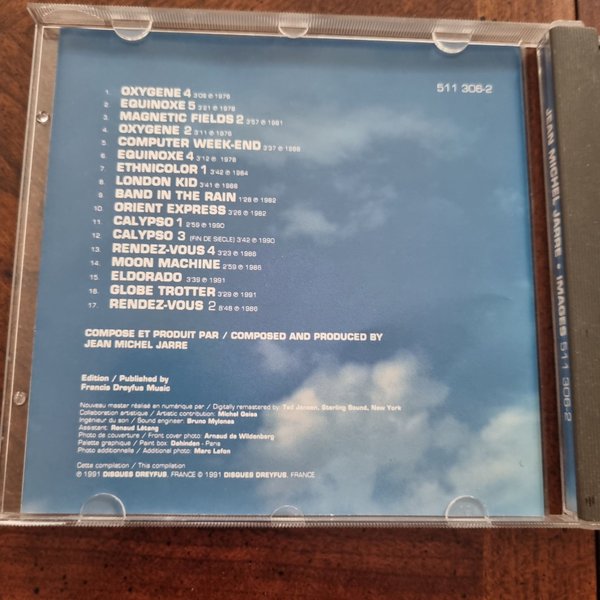 511 306-2
1. OXYGENE 4 3'08 ℗ 1976
2. EQUINOXE 5 3'21 ℗ 1978
3. MAGNETIC FIELDS 2 3'57 ℗ 1981
4. OXYGENE 2 3'11 ℗ 1976
5. COMPUTER WEEK-END 3'37 ℗ 1988
6. EQUINOXE 4 3'12 ℗ 1978
7. ETHNICOLOR 1 3'42 ℗ 1984
8. LONDON KID 3'41 ℗ 1988
9. BAND IN THE RAIN 1'28 ℗ 1982
10. ORIENT EXPRESS 3'26 ℗ 1982
11. CALYPSO 1 2'59 ℗ 1990
12. CALYPSO 3 (FIN DE SIECLE) 3'42 ℗ 1990
13. RENDEZ-VOUS 4 3'23 ℗ 1986
14. MOON MACHINE 2'59 ℗ 1986
15. ELDORADO 3'39 ℗ 1991
16. GLOBE TROTTER 3'29 ℗ 1991
17. RENDEZ-VOUS 2 8'46 ℗ 1986
COMPOSE ET PRODUIT PAR / COMPOSED AND PRODUCED BY
JEAN MICHEL JARRE
Edition / Published by
Francis Dreyfus Music
Nouveau master réalisé en numérique par / Digitally remastered by: Ted Jensen, Sterling Sound, New York
Collaboration artistique / Artistic contribution: Michel Geiss
Ingénieur du son / Sound engineer: Bruno Mylonas
Assistant: Renaud Létang
Photo de couverture / Front cover photo: Arnaud de Wildenberg
Palette graphique / Paint box: Dahinden - Paris
Photo additionnelle / Additional photo: Marc Lafon
Cette compilation / This compilation
℗ 1991 DISQUES DREYFUS, FRANCE © 1991 DISQUES DREYFUS, FRANCE
JEAN MICHEL JARRE • IMAGES 511 306-2